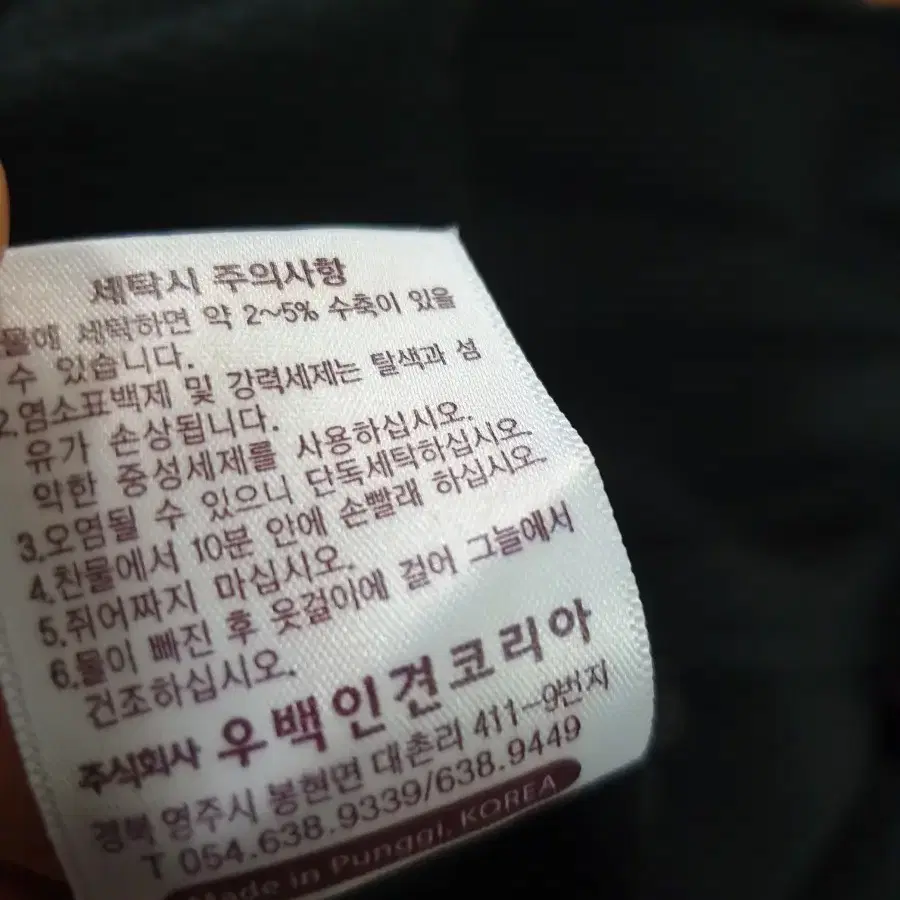 세탁시 주의사항
물에 세턱하면 약 2~5% 수축이 있을
수 있습니다.
2.염소표백제 및 강력세제는 탈색과 섬
유가 손상됩니다.
약한 중성세제를 사용하십시오.
3.오염될 수 있으니 단독세탁하십시오.
4.찬물에서 10분 안에 손빨래 하십시오.
5.쥐어짜지 마십시오.
6.물이 빠진 후 옷걸이에 걸어 그늘에서
건조하십시오.
주식회사 우백인견코리아
경북 영주시 봉현면 대촌리 411-9번지
T 054.638.9339/638.9449
Made in Punggi, KOREA